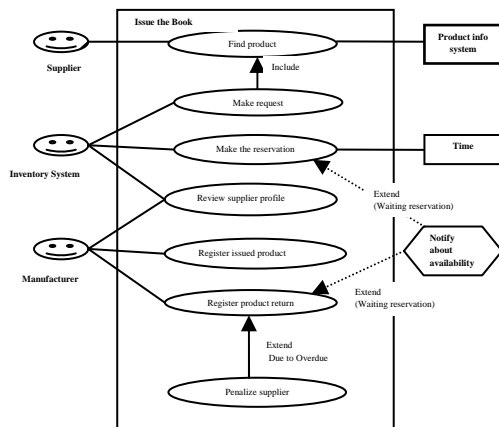 Issue the Book
Find product
Product info
system
Supplier
Include
Make request
Make the reservation
Time
Inventory System
Extend
(Waiting reservation)
Review supplier profile
Notify
about
availability
Register issued product
Manufacturer
Extend
(Waiting reservation)
Register product return
Extend
Due to Overdue
Penalize supplier